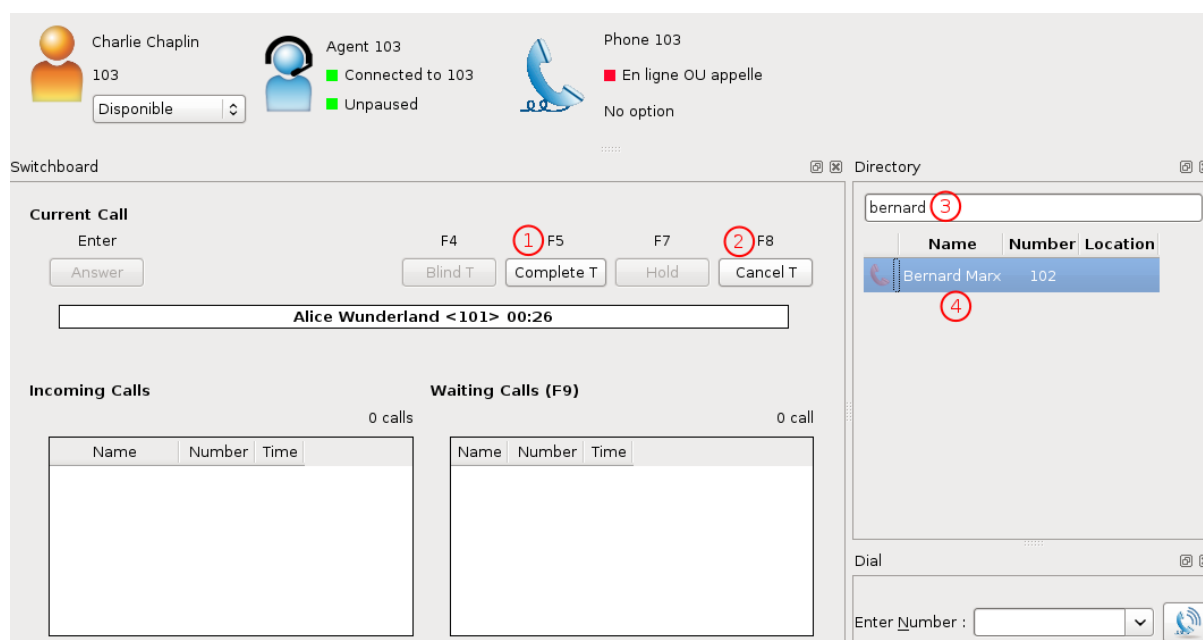 Charlie Chaplin
103
Disponible
Agent 103
Connected to 103
Unpaused
Phone 103
En ligne OU appelle
No option
Switchboard
Current Call
Enter F4 1 F5 F7 2 F8
Answer Blind T Complete T Hold Cancel T
Alice Wunderland <101> 00:26
Incoming Calls
0 calls
Name Number Time
Waiting Calls (F9)
0 call
Name Number Time
Directory
bernard 3
Name Number Location
Bernard Marx 102
4
Dial
Enter Number :